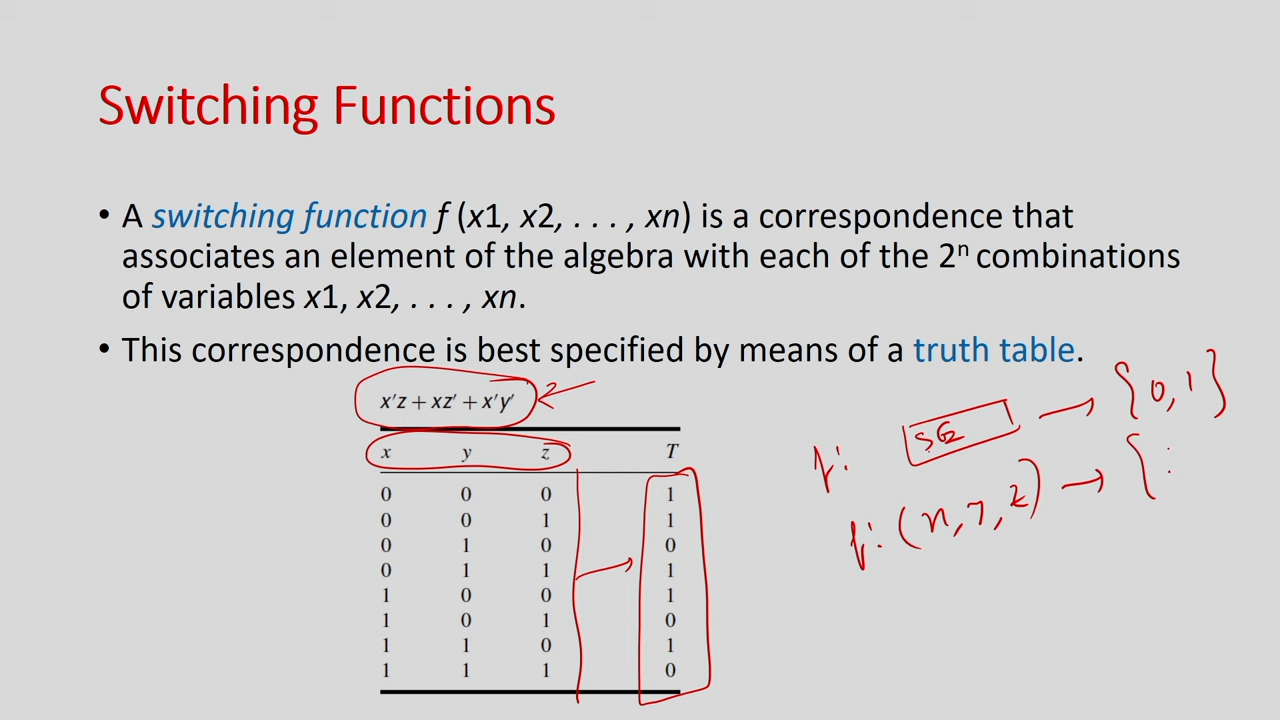 Switching Functions
• A switching function f (x1, x2, . . . , xn) is a correspondence that
associates an element of the algebra with each of the 2ⁿ combinations
of variables x1, x2, . . . , xn.
• This correspondence is best specified by means of a truth table.
x′z + xz′ + x′y′
x y z T
0 0 0 1
0 0 1 1
0 1 0 0
0 1 1 1
1 0 0 1
1 0 1 0
1 1 0 1
1 1 1 0
f: → {0, 1}
f: (x, y, z) → {